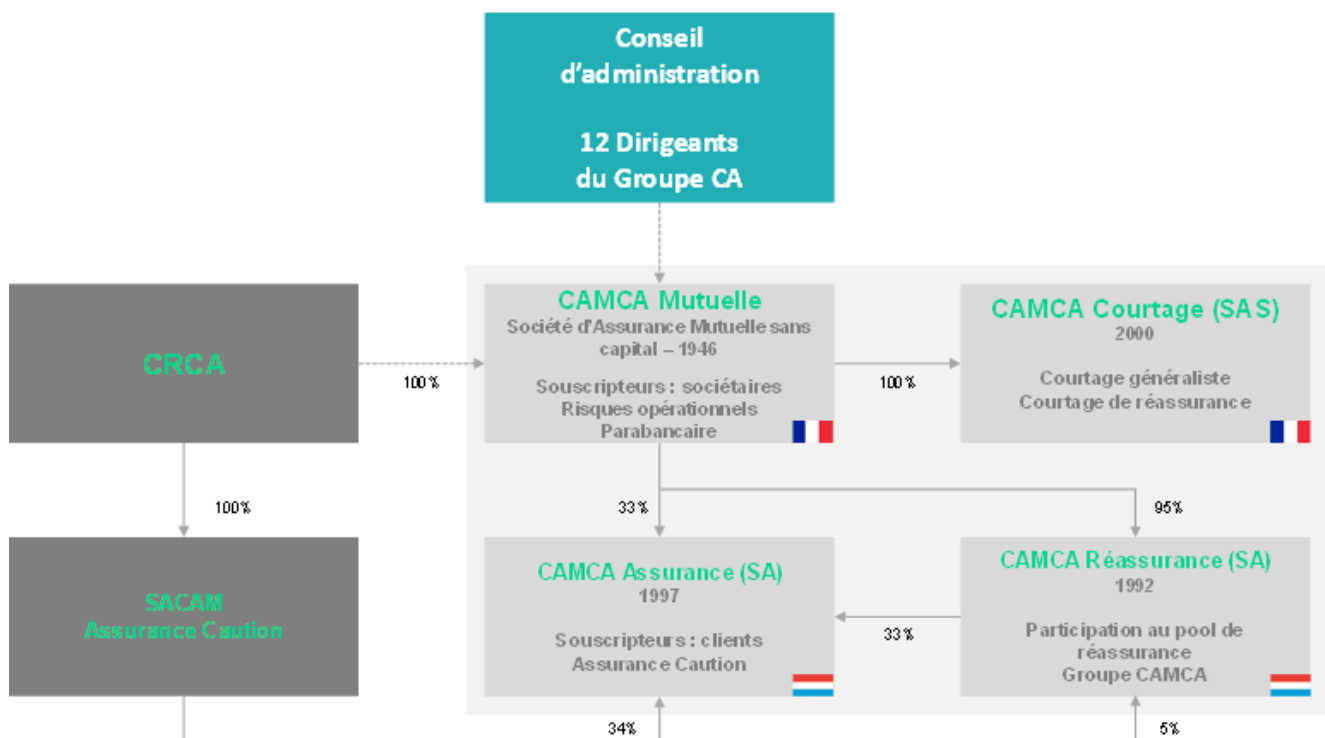 Conseil
d'administration
12 Dirigeants
du Groupe CA
CRCA
100%
CAMCA Mutuelle
Société d'Assurance Mutuelle sans
capital – 1946
Souscripteurs : sociétaires
Risques opérationnels
Parabancaire
100%
CAMCA Courtage (SAS)
2000
Courtage généraliste
Courtage de réassurance
100%
33%
95%
SACAM
Assurance Caution
CAMCA Assurance (SA)
1997
Souscripteurs : clients
Assurance Caution
33%
CAMCA Réassurance (SA)
1992
Participation au pool de
réassurance
Groupe CAMCA
34%
5%